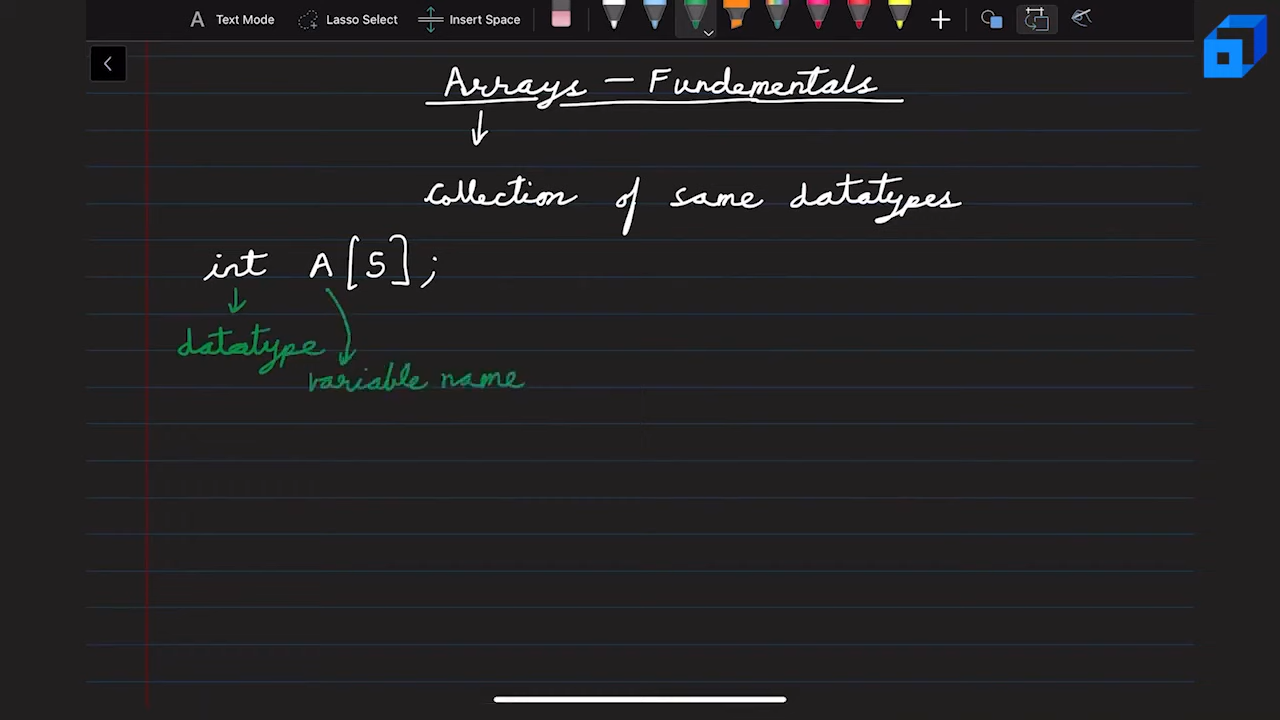 Text Mode Lasso Select Insert Space
Arrays – Fundementals
Collection of same datatypes
int A[5];
datatype
variable name